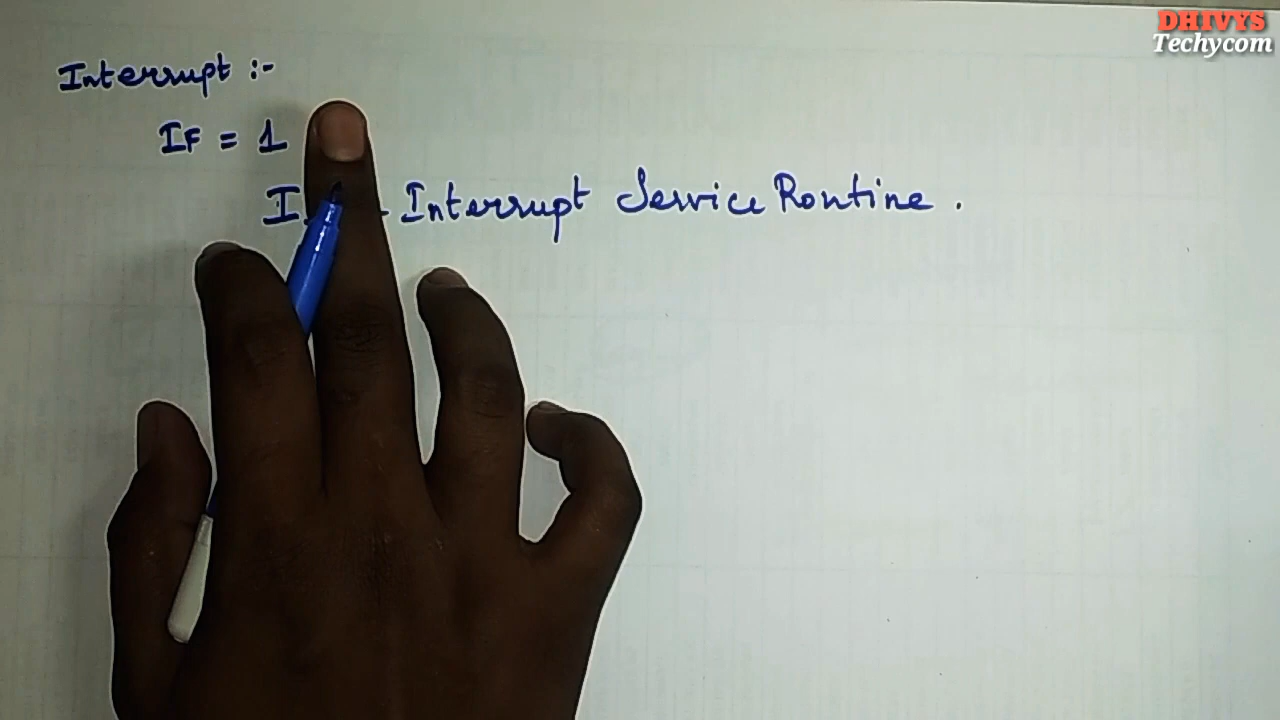 DHIVYS
Techycom
Interrupt :-
IF = 1
I - Interrupt Service Routine .